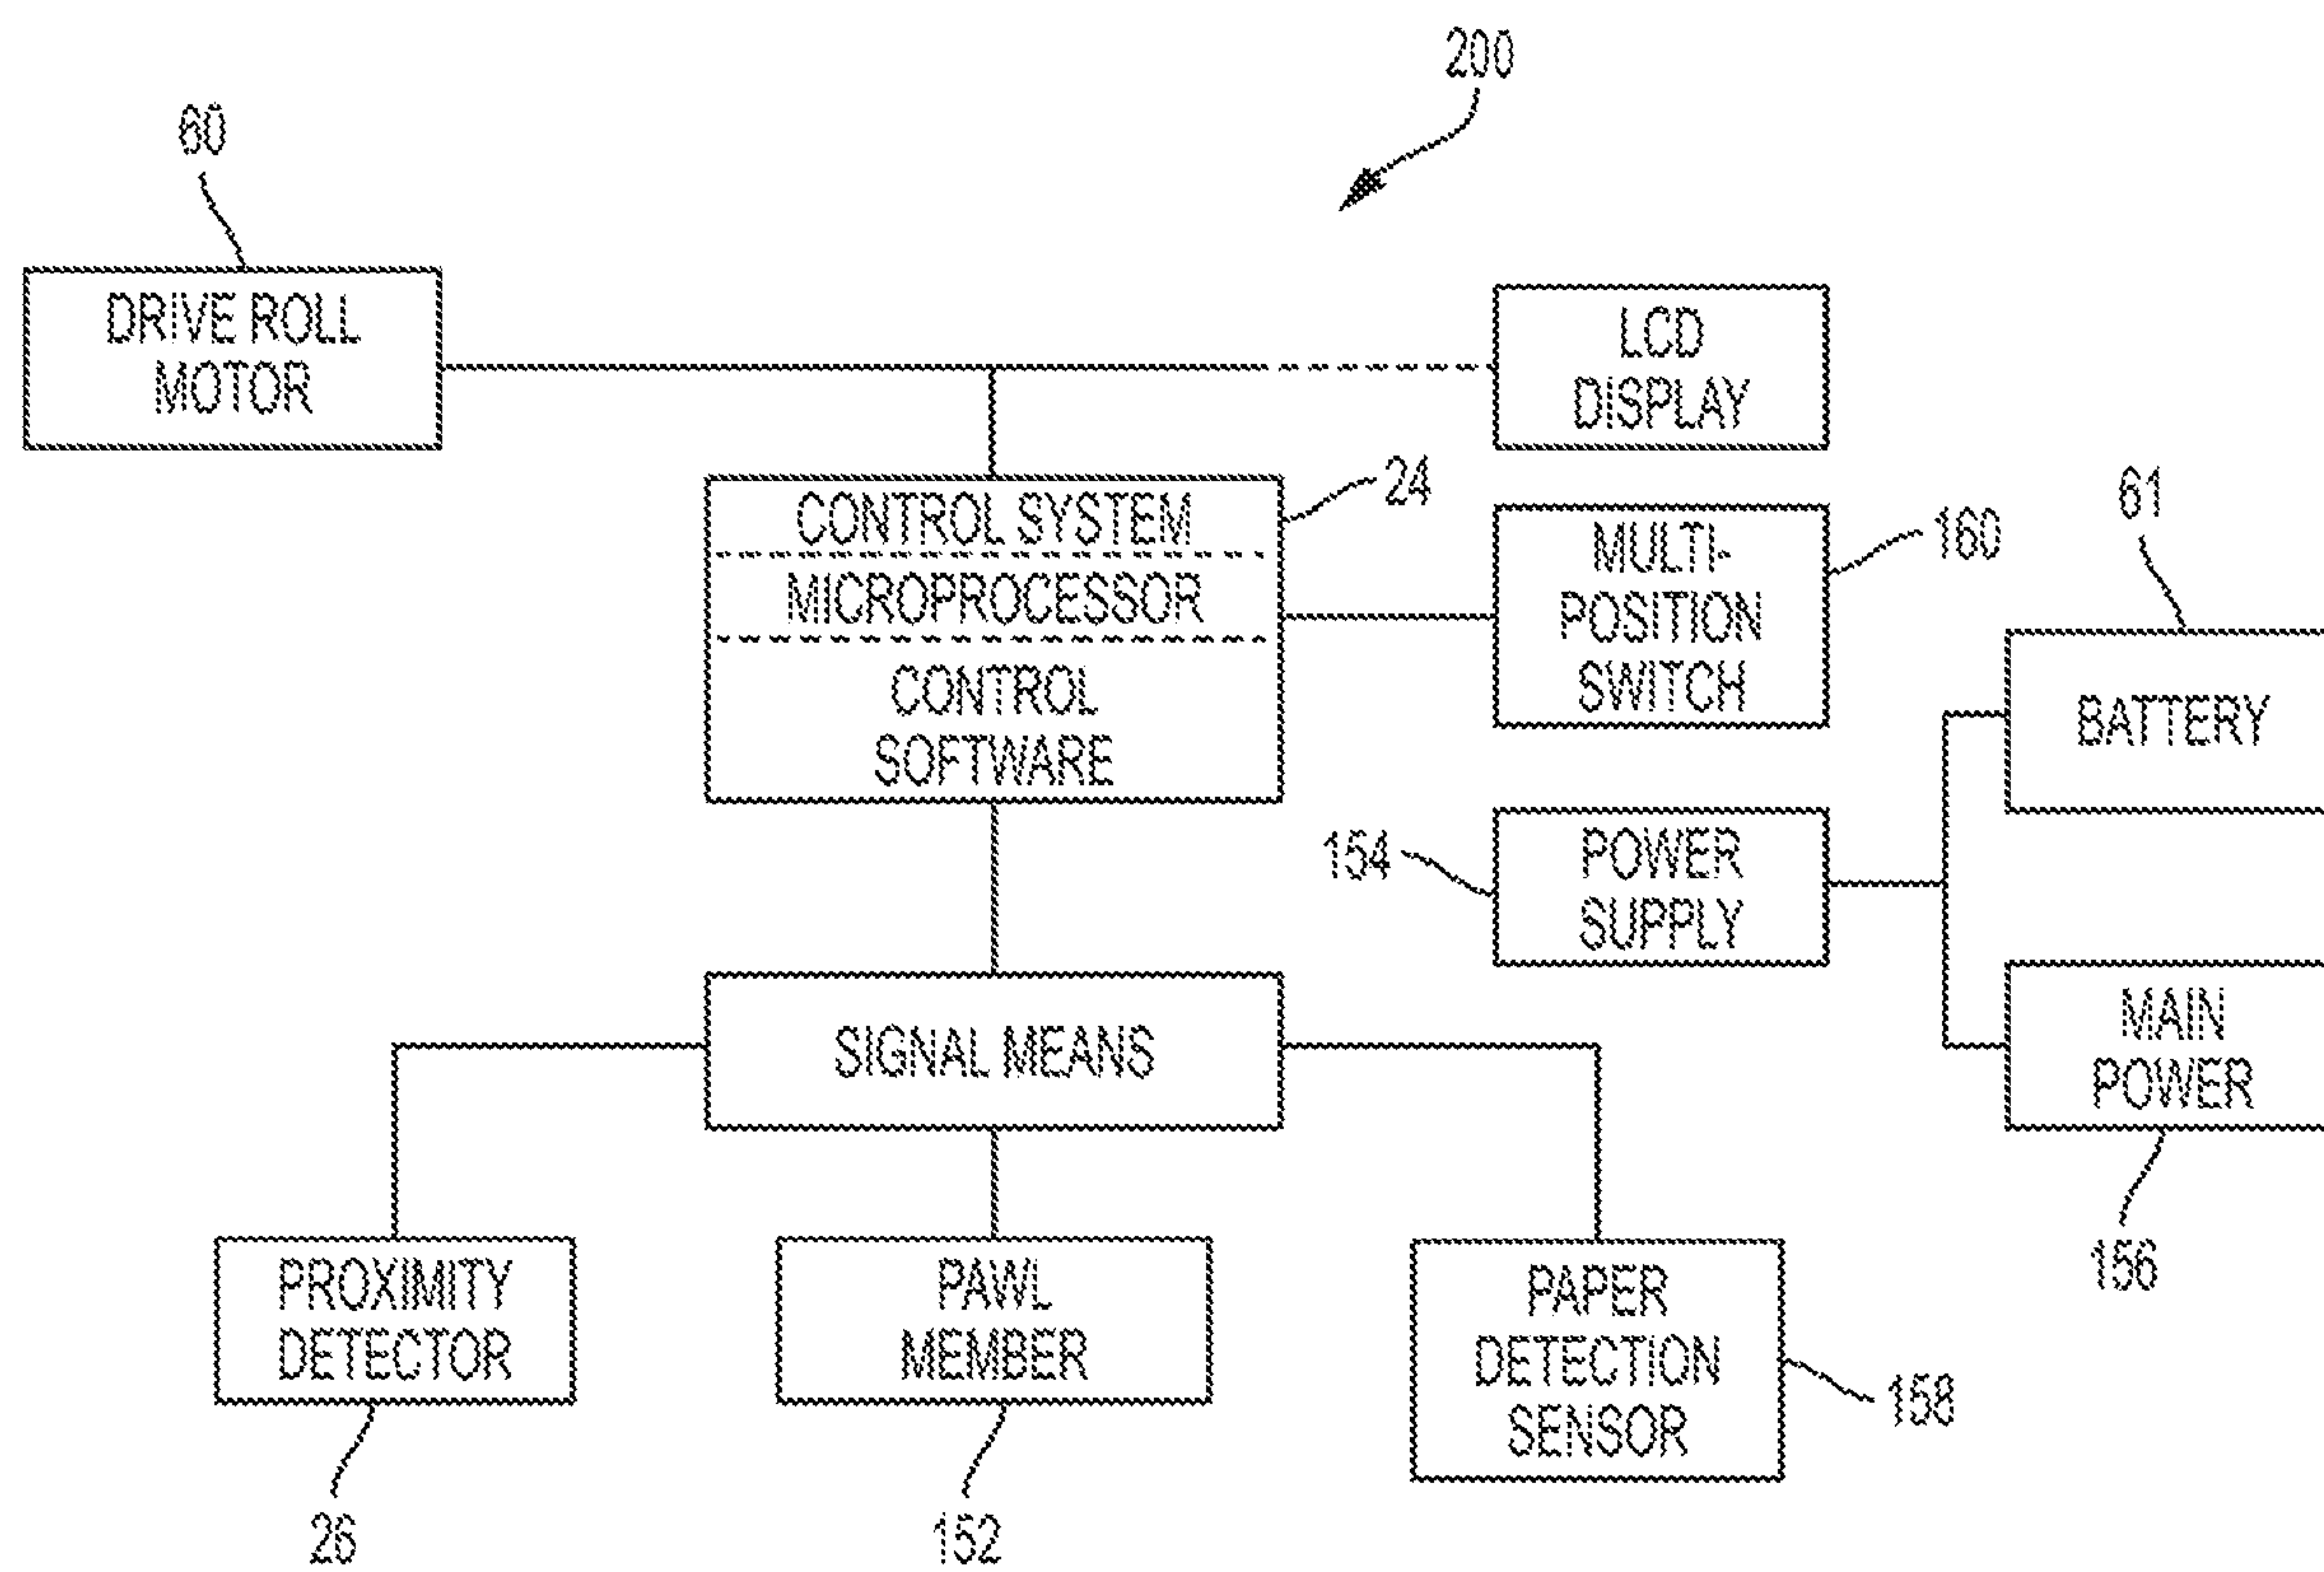 200
60
DRIVE ROLL
MOTOR
LCD
DISPLAY
24
CONTROL SYSTEM
MICROPROCESSOR
CONTROL
SOFTWARE
MULTI-
POSITION
SWITCH
160
61
BATTERY
154
POWER
SUPPLY
MAIN
POWER
156
SIGNAL MEANS
PROXIMITY
DETECTOR
26
PAWL
MEMBER
152
PAPER
DETECTION
SENSOR
158